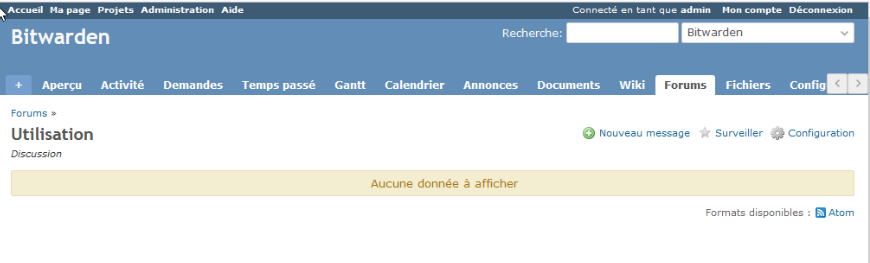 Accueil Ma page Projets Administration Aide Connecté en tant que admin Mon compte Déconnexion
Bitwarden Recherche: Bitwarden
+ Aperçu Activité Demandes Temps passé Gantt Calendrier Annonces Documents Wiki Forums Fichiers Config
Forums »
Utilisation Nouveau message Surveiller Configuration
Discussion
Aucune donnée à afficher
Formats disponibles : Atom